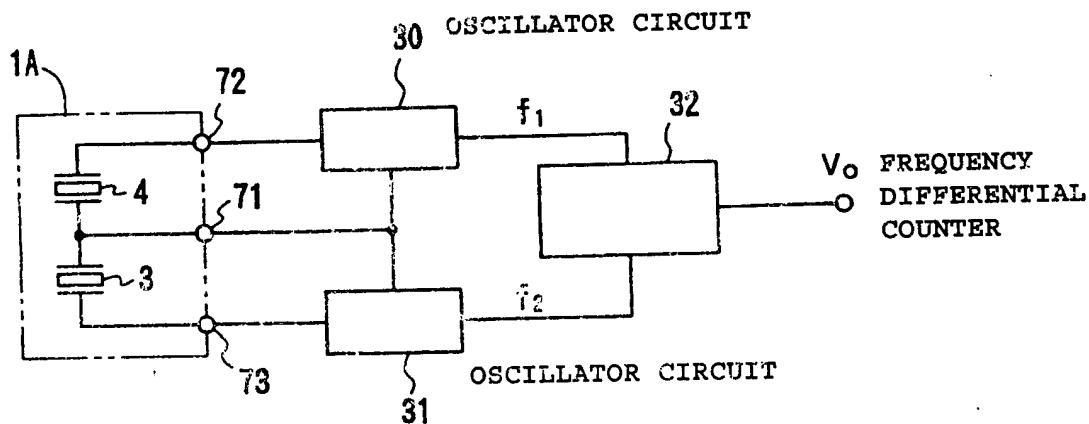 OSCILLATOR CIRCUIT
30
1A
72
f1
32
4
71
Vo FREQUENCY
DIFFERENTIAL
COUNTER
3
f2
73
31
OSCILLATOR CIRCUIT